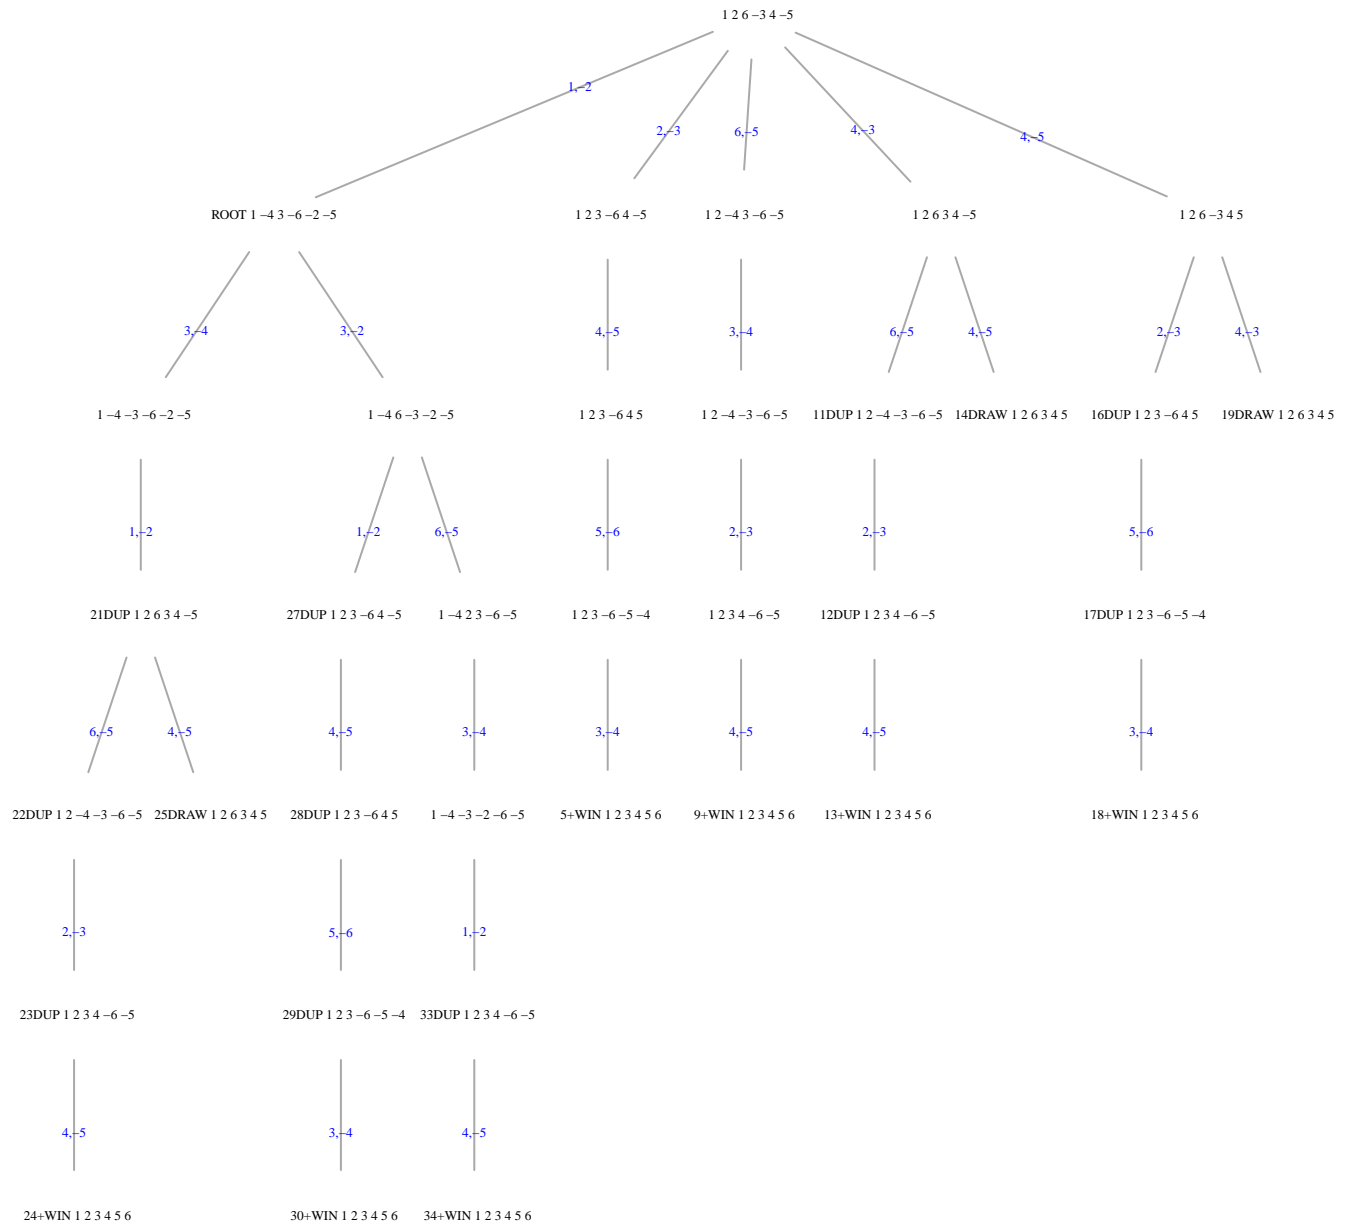 1 2 6 −3 4 −5
1,−2
2,−3
6,−5
4,−3
4,−5
ROOT 1 −4 3 −6 −2 −5
1 2 3 −6 4 −5
1 2 −4 3 −6 −5
1 2 6 3 4 −5
1 2 6 −3 4 5
3,−4
3,−2
4,−5
3,−4
6,−5
4,−5
2,−3
4,−3
1 −4 −3 −6 −2 −5
1 −4 6 −3 −2 −5
1 2 3 −6 4 5
1 2 −4 −3 −6 −5
11DUP 1 2 −4 −3 −6 −5
14DRAW 1 2 6 3 4 5
16DUP 1 2 3 −6 4 5
19DRAW 1 2 6 3 4 5
1,−2
1,−2
6,−5
5,−6
2,−3
2,−3
5,−6
21DUP 1 2 6 3 4 −5
27DUP 1 2 3 −6 4 −5
1 −4 2 3 −6 −5
1 2 3 −6 −5 −4
1 2 3 4 −6 −5
12DUP 1 2 3 4 −6 −5
17DUP 1 2 3 −6 −5 −4
6,−5
4,−5
4,−5
3,−4
3,−4
4,−5
4,−5
3,−4
22DUP 1 2 −4 −3 −6 −5
25DRAW 1 2 6 3 4 5
28DUP 1 2 3 −6 4 5
1 −4 −3 −2 −6 −5
5+WIN 1 2 3 4 5 6
9+WIN 1 2 3 4 5 6
13+WIN 1 2 3 4 5 6
18+WIN 1 2 3 4 5 6
2,−3
5,−6
1,−2
23DUP 1 2 3 4 −6 −5
29DUP 1 2 3 −6 −5 −4
33DUP 1 2 3 4 −6 −5
4,−5
3,−4
4,−5
24+WIN 1 2 3 4 5 6
30+WIN 1 2 3 4 5 6
34+WIN 1 2 3 4 5 6